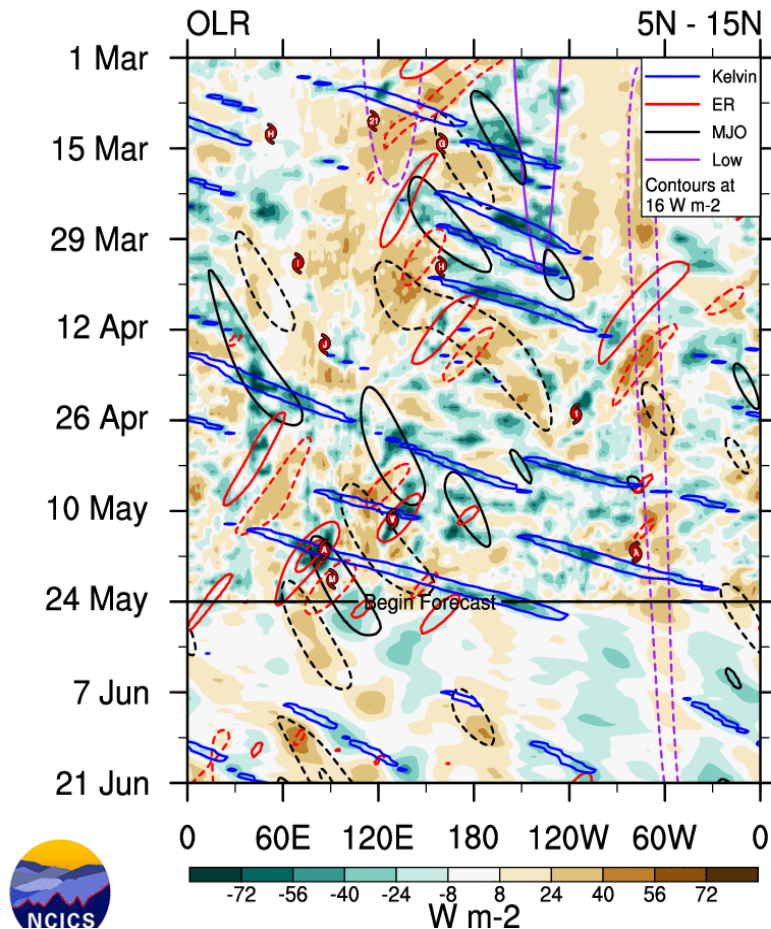 OLR 5N - 15N
1 Mar
Kelvin
ER
21
MJO
H
G
15 Mar
Low
Contours at
16 W m-2
29 Mar
I
H
12 Apr
J
26 Apr
1
10 May
V
A
A
M
24 May
Begin Forecast
7 Jun
21 Jun
0 60E 120E 180 120W 60W 0
-72 -56 -40 -24 -8 8 24 40 56 72
W m-2
NCICS